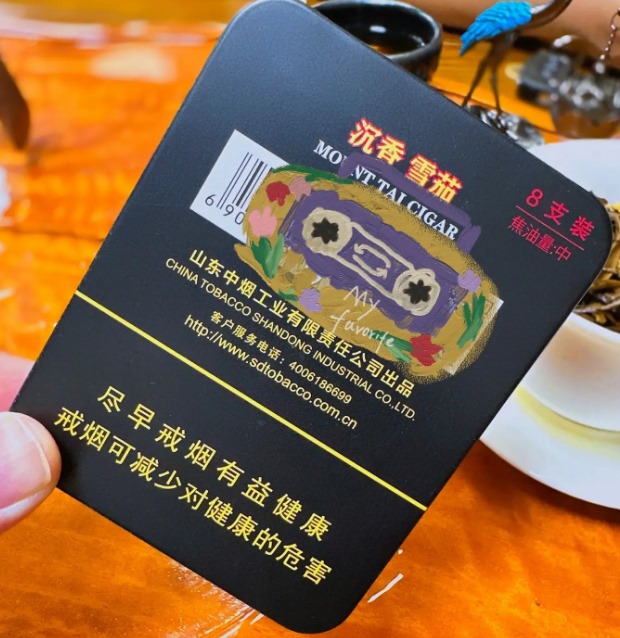 沉香 雪茄
MOUNT TAI CIGAR
8支装
焦油量:中
690
My
favorite
山东中烟工业有限责任公司出品
CHINA TOBACCO SHANDONG INDUSTRIAL CO.,LTD.
客户服务电话:4006186699
http://www.sdtobacco.com.cn
尽早戒烟有益健康
戒烟可减少对健康的危害